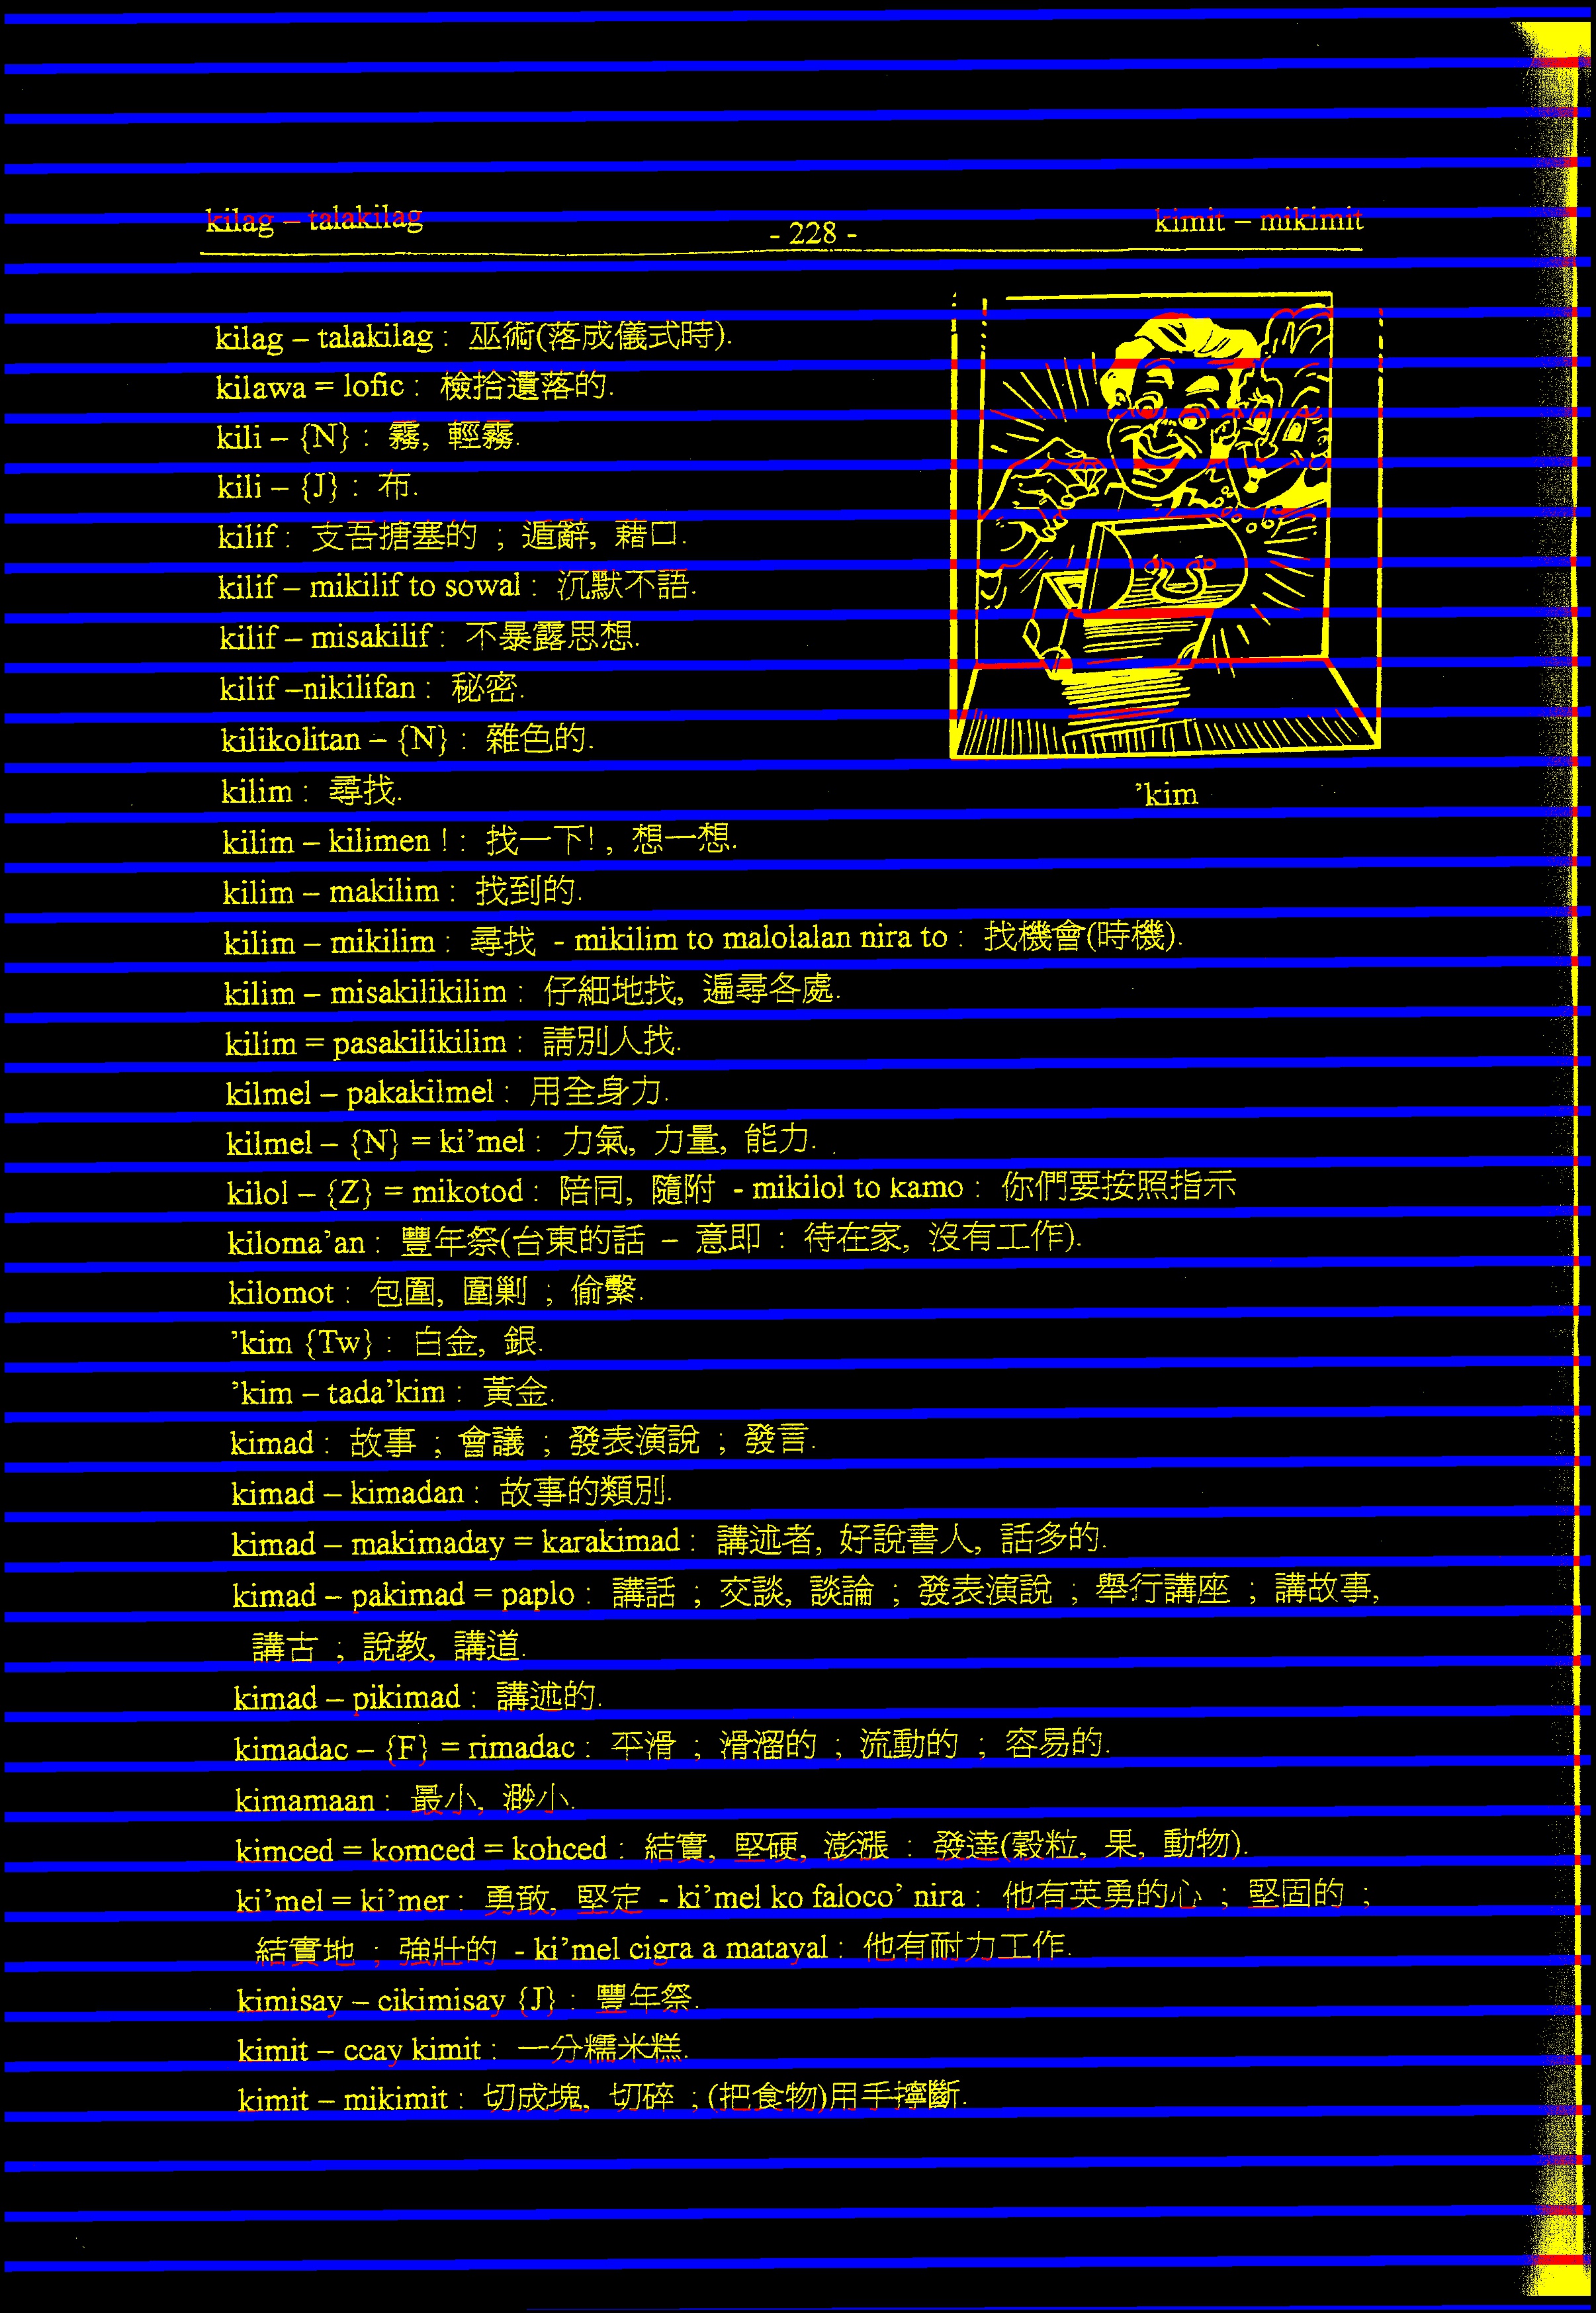 kilag – talakilag
- 228 -
kimit – mikimit
kilag – talakilag : 巫術(落成儀式時).
kilawa = lofic : 檢拾遺落的.
kili – {N} : 霧, 輕霧.
kili – {J} : 布.
kilif : 支吾搪塞的 ; 遁辭, 藉口.
kilif – mikilif to sowal : 沉默不語.
kilif – misakilif : 不暴露思想.
kilif –nikilifan : 秘密.
kilikolitan – {N} : 雜色的.
kilim : 尋找.
’kim
kilim – kilimen ! : 找一下! , 想一想.
kilim – makilim : 找到的.
kilim – mikilim : 尋找 - mikilim to malolalan nira to : 找機會(時機).
kilim – misakilikilim : 仔細地找, 遍尋各處.
kilim = pasakilikilim : 請別人找.
kilmel – pakakilmel : 用全身力.
kilmel – {N} = ki’mel : 力氣, 力量, 能力.
kilol – {Z} = mikotod : 陪同, 隨附 - mikilol to kamo : 你們要按照指示
kiloma’an : 豐年祭(台東的話 – 意即 : 待在家, 沒有工作).
kilomot : 包圍, 圍剿 ; 偷擊.
’kim {Tw} : 白金, 銀.
’kim – tada’kim : 黃金.
kimad : 故事 ; 會議 ; 發表演說 ; 發言.
kimad – kimadan : 故事的類別.
kimad – makimaday = karakimad : 講述者, 好說書人, 話多的.
kimad – pakimad = paplo : 講話 ; 交談, 談論 ; 發表演說 ; 舉行講座 ; 講故事,
講古 ; 說教, 講道.
kimad – pikimad : 講述的.
kimadac – {F} = rimadac : 平滑 ; 滑溜的 ; 流動的 ; 容易的.
kimamaan : 最小, 渺小.
kimced = komced = kohced : 結實, 堅硬, 澎漲 : 發達(穀粒, 果, 動物).
ki’mel = ki’mer : 勇敢, 堅定 - ki’mel ko faloco’ nira : 他有英勇的心 ; 堅固的 ;
結實地 ; 強壯的 - ki’mel cigra a matayal : 他有耐力工作.
kimisay – cikimisay {J} : 豐年祭.
kimit – ccay kimit : 一分糯米糕.
kimit – mikimit : 切成塊, 切碎 ; (把食物)用手擰斷.